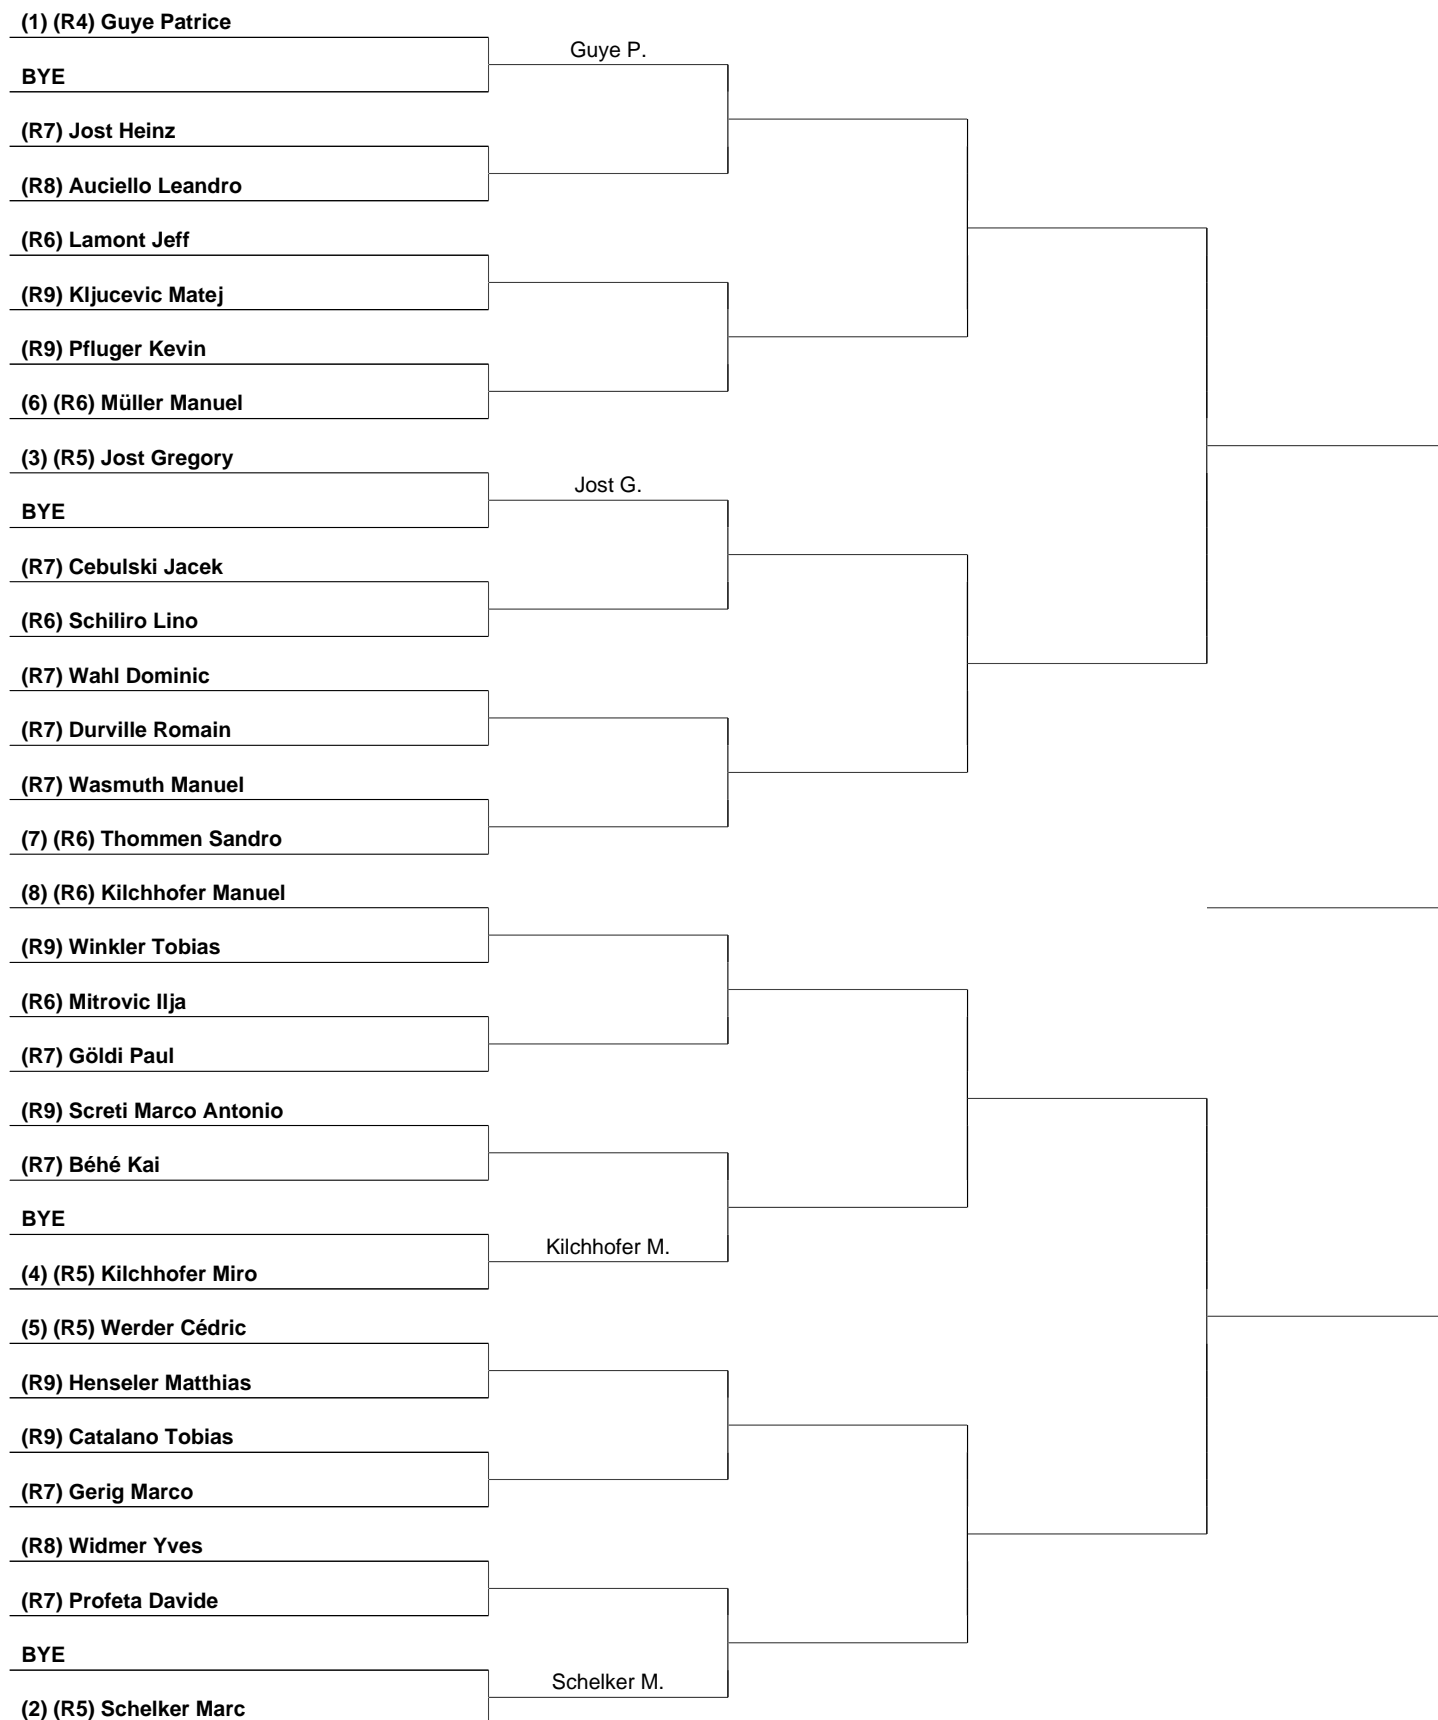 (1) (R4) Guye Patrice
Guye P.
BYE
(R7) Jost Heinz
(R8) Auciello Leandro
(R6) Lamont Jeff
(R9) Kljucevic Matej
(R9) Pfluger Kevin
(6) (R6) Müller Manuel
(3) (R5) Jost Gregory
Jost G.
BYE
(R7) Cebulski Jacek
(R6) Schiliro Lino
(R7) Wahl Dominic
(R7) Durville Romain
(R7) Wasmuth Manuel
(7) (R6) Thommen Sandro
(8) (R6) Kilchhofer Manuel
(R9) Winkler Tobias
(R6) Mitrovic Ilja
(R7) Göldi Paul
(R9) Screti Marco Antonio
(R7) Béhé Kai
BYE
Kilchhofer M.
(4) (R5) Kilchhofer Miro
(5) (R5) Werder Cédric
(R9) Henseler Matthias
(R9) Catalano Tobias
(R7) Gerig Marco
(R8) Widmer Yves
(R7) Profeta Davide
BYE
Schelker M.
(2) (R5) Schelker Marc